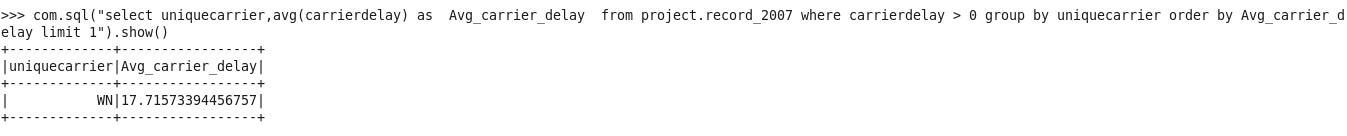 >>> com.sql("select uniquecarrier,avg(carrierdelay) as  Avg_carrier_delay  from project.record_2007 where carrierdelay > 0 group by uniquecarrier order by Avg_carrier_d
elay limit 1").show()
+-------------+-----------------+
|uniquecarrier|Avg_carrier_delay|
+-------------+-----------------+
|           WN|17.71573394456757|
+-------------+-----------------+